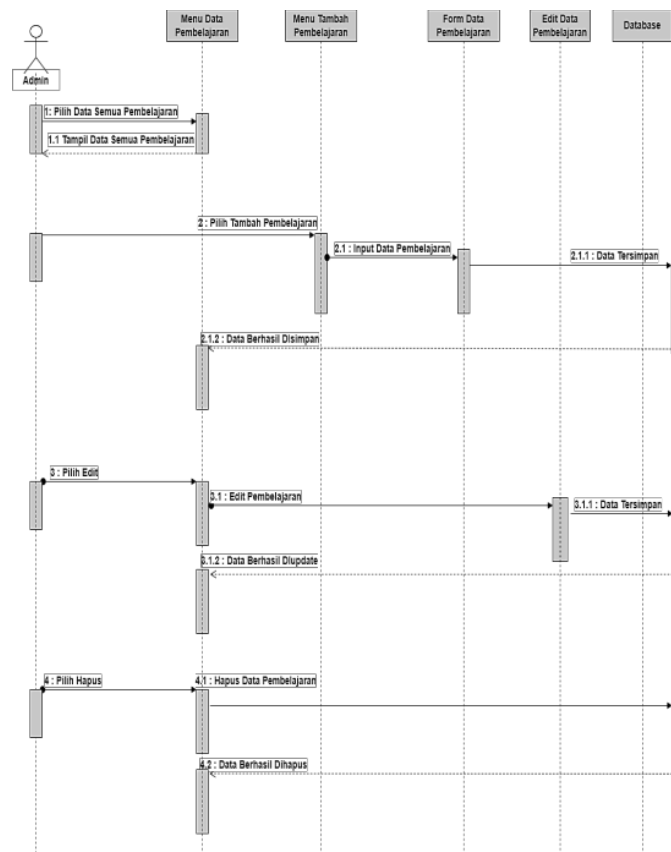 Menu Data
Pembelajaran
Menu Tambah
Pembelajaran
Form Data
Pembelajaran
Edit Data
Pembelajaran
Database
Admin
1: Pilih Data Semua Pembelajaran
1.1 Tampil Data Semua Pembelajaran
2 : Pilih Tambah Pembelajaran
2.1 : Input Data Pembelajaran
2.1.1 : Data Tersimpan
2.1.2 : Data Berhasil Disimpan
3 : Pilih Edit
3.1 : Edit Pembelajaran
3.1.1 : Data Tersimpan
3.1.2 : Data Berhasil Diupdate
4 : Pilih Hapus
4.1 : Hapus Data Pembelajaran
4.2 : Data Berhasil Dihapus